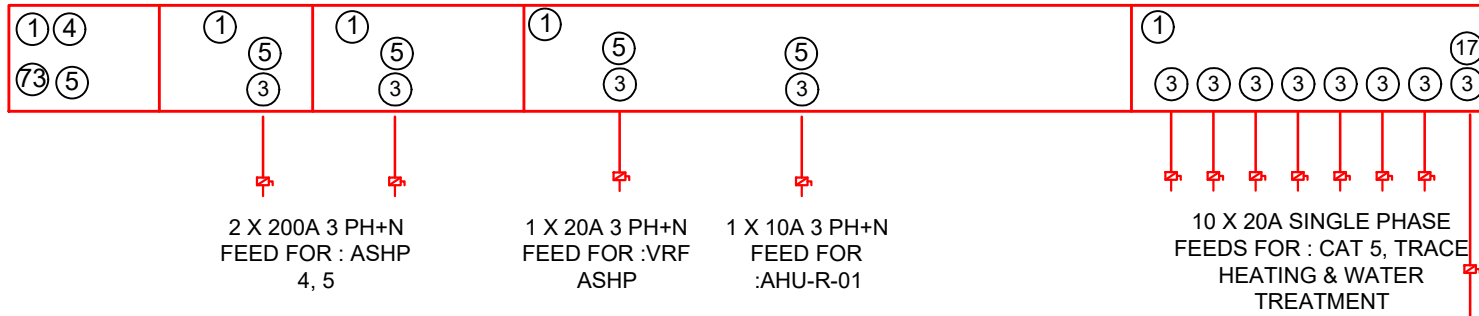 1 4 1 1 1 1
5 5 5 5 17
73 5 3 3 3 3 3 3 3 3 3 3 3 3
2 X 200A 3 PH+N
FEED FOR : ASHP
4, 5
1 X 20A 3 PH+N
FEED FOR :VRF
ASHP
1 X 10A 3 PH+N
FEED FOR
:AHU-R-01
10 X 20A SINGLE PHASE
FEEDS FOR : CAT 5, TRACE
HEATING & WATER
TREATMENT